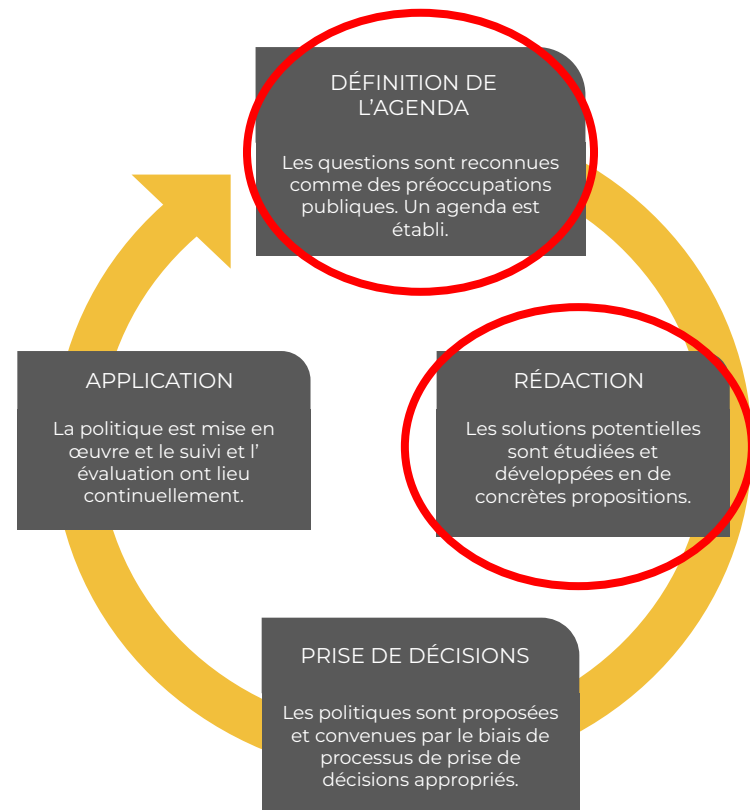 DÉFINITION DE
L'AGENDA
Les questions sont reconnues
comme des préoccupations
publiques. Un agenda est
établi.
RÉDACTION
Les solutions potentielles
sont étudiées et
développées en de
concrètes propositions.
PRISE DE DÉCISIONS
Les politiques sont proposées
et convenues par le biais de
processus de prise de
décisions appropriés.
APPLICATION
La politique est mise en
œuvre et le suivi et l'
évaluation ont lieu
continuellement.